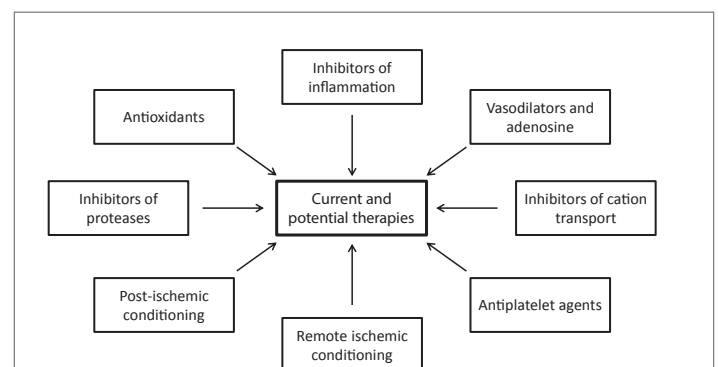 Inhibitors of
inflammation
Antioxidants
Vasodilators and
adenosine
Inhibitors of
proteases
Current and
potential therapies
Inhibitors of cation
transport
Post-ischemic
conditioning
Antiplatelet agents
Remote ischemic
conditioning